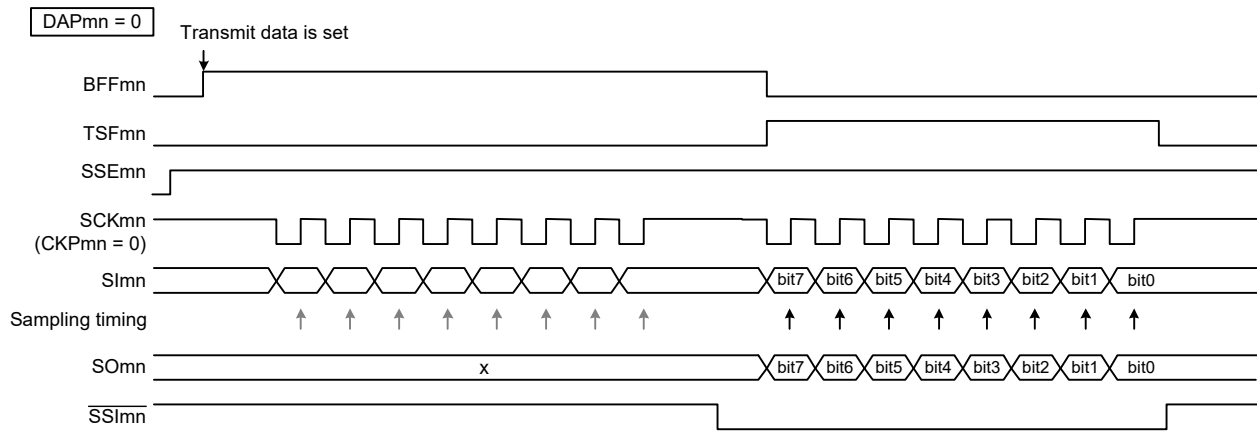 DAPmn = 0
Transmit data is set
BFFmn
TSFmn
SSEmn
SCKmn
(CKPmn = 0)
SImn
bit7 bit6 bit5 bit4 bit3 bit2 bit1 bit0
Sampling timing
SOmn
x
bit7 bit6 bit5 bit4 bit3 bit2 bit1 bit0
SSImn